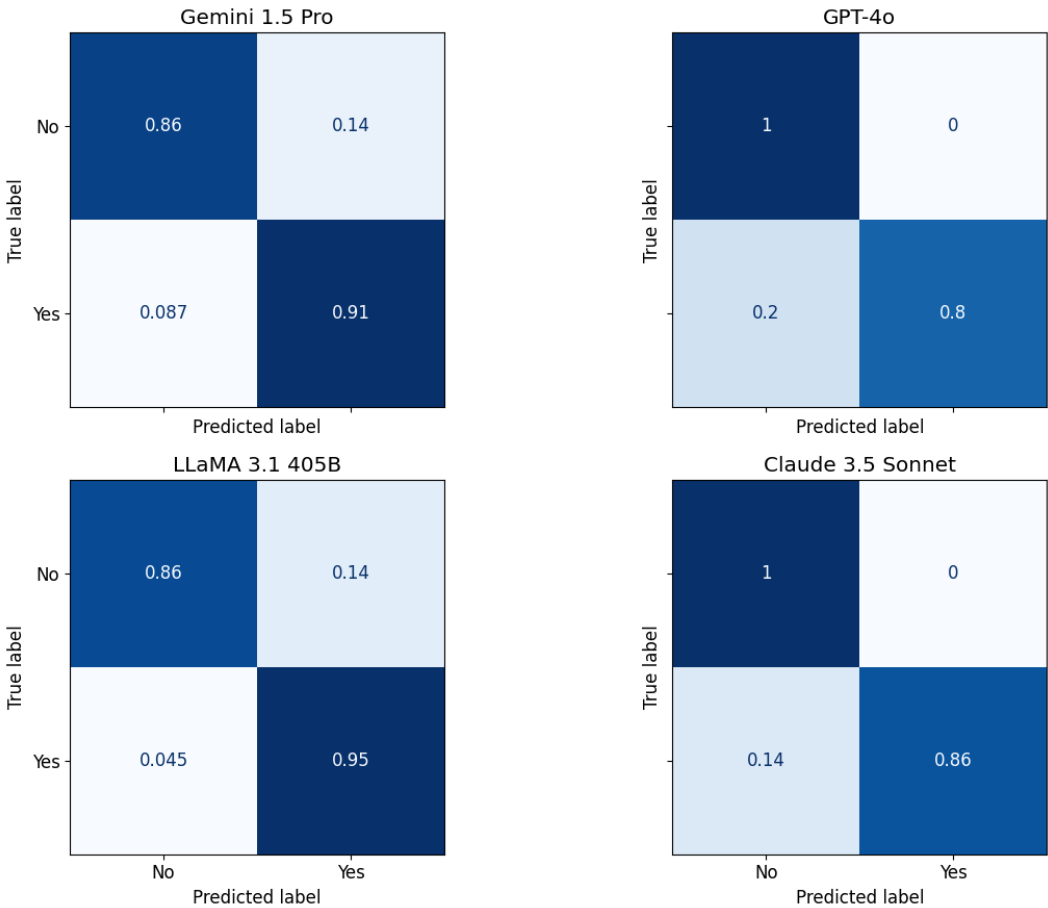 Gemini 1.5 Pro
True label
No
0.86
0.14
Yes
0.087
0.91
Predicted label
GPT-4o
True label
1
0
0.2
0.8
Predicted label
LLaMA 3.1 405B
True label
No
0.86
0.14
Yes
0.045
0.95
No
Yes
Predicted label
Claude 3.5 Sonnet
True label
1
0
0.14
0.86
No
Yes
Predicted label